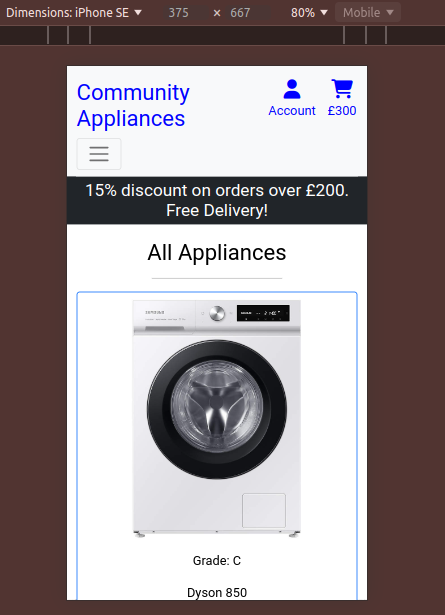 Dimensions: iPhone SE 375 × 667 80% Mobile
Community
Appliances
Account £300
15% discount on orders over £200.
Free Delivery!
All Appliances
Grade: C
Dyson 850